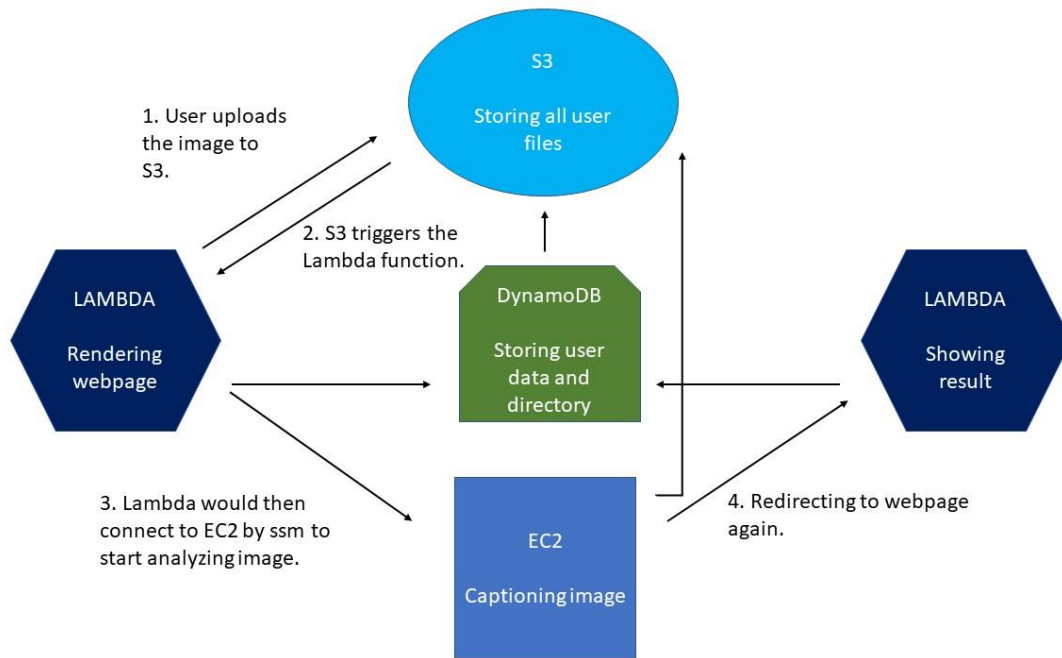 S3
Storing all user
files
1. User uploads
the image to
S3.
2. S3 triggers the
Lambda function.
LAMBDA
Rendering
webpage
DynamoDB
Storing user
data and
directory
LAMBDA
Showing
result
3. Lambda would then
connect to EC2 by ssm to
start analyzing image.
EC2
Captioning image
4. Redirecting to webpage
again.